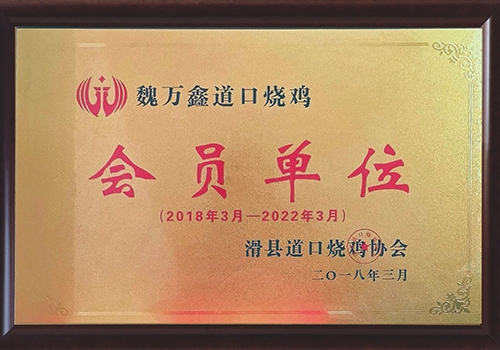 魏万鑫道口烧鸡
会员单位
(2018年3月—2022年3月)
滑县道口烧鸡协会
二〇一八年三月